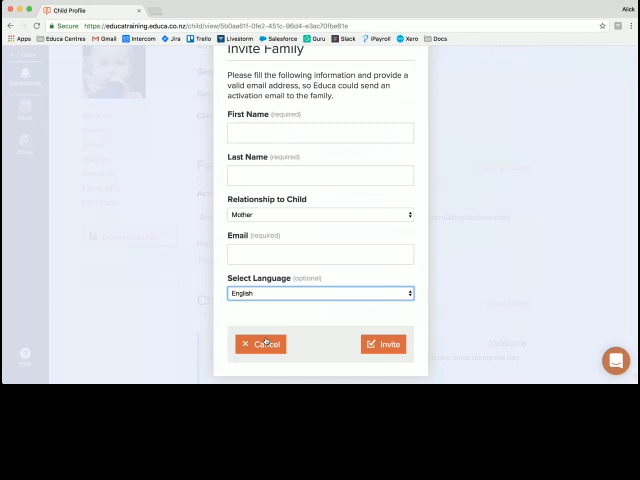 Child Profile
Alick
Secure https://educatraining.educa.co.nz/child/view/5b0aa61f-0fe2-451c-96d4-e3ac70fbe61e
Apps Educa Centres Gmail Intercom Jira Trello Livestorm Salesforce Guru Slack iPayroll Xero Docs
Invite Family
Please fill the following information and provide a
valid email address, so Educa could send an
activation email to the family.
First Name (required)
Last Name (required)
Relationship to Child
Mother
Email (required)
Select Language (optional)
English
Cancel
Invite